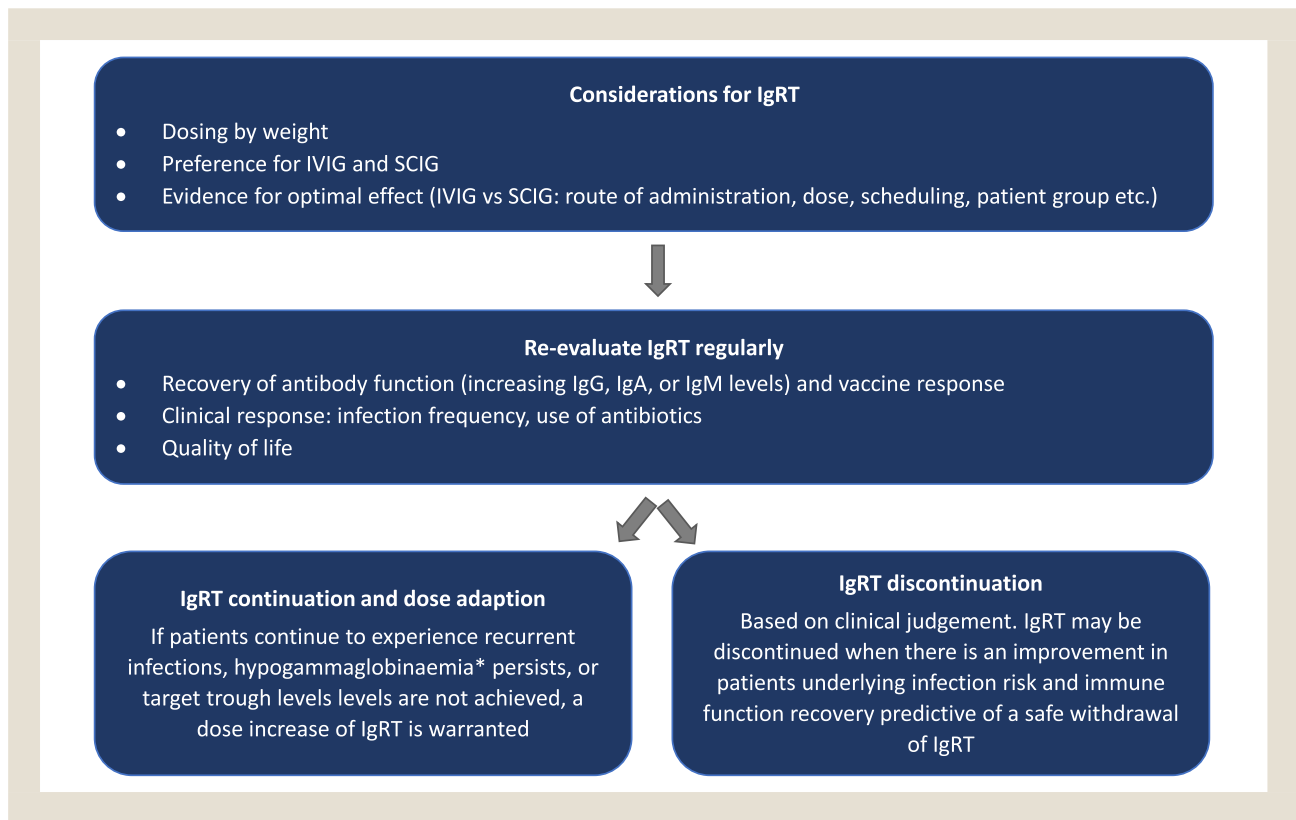 Considerations for IgRT
• Dosing by weight
• Preference for IVIG and SCIG
• Evidence for optimal effect (IVIG vs SCIG: route of administration, dose, scheduling, patient group etc.)
Re-evaluate IgRT regularly
• Recovery of antibody function (increasing IgG, IgA, or IgM levels) and vaccine response
• Clinical response: infection frequency, use of antibiotics
• Quality of life
IgRT continuation and dose adaption
If patients continue to experience recurrent
infections, hypogammaglobinaemia* persists, or
target trough levels levels are not achieved, a
dose increase of IgRT is warranted
IgRT discontinuation
Based on clinical judgement. IgRT may be
discontinued when there is an improvement in
patients underlying infection risk and immune
function recovery predictive of a safe withdrawal
of IgRT